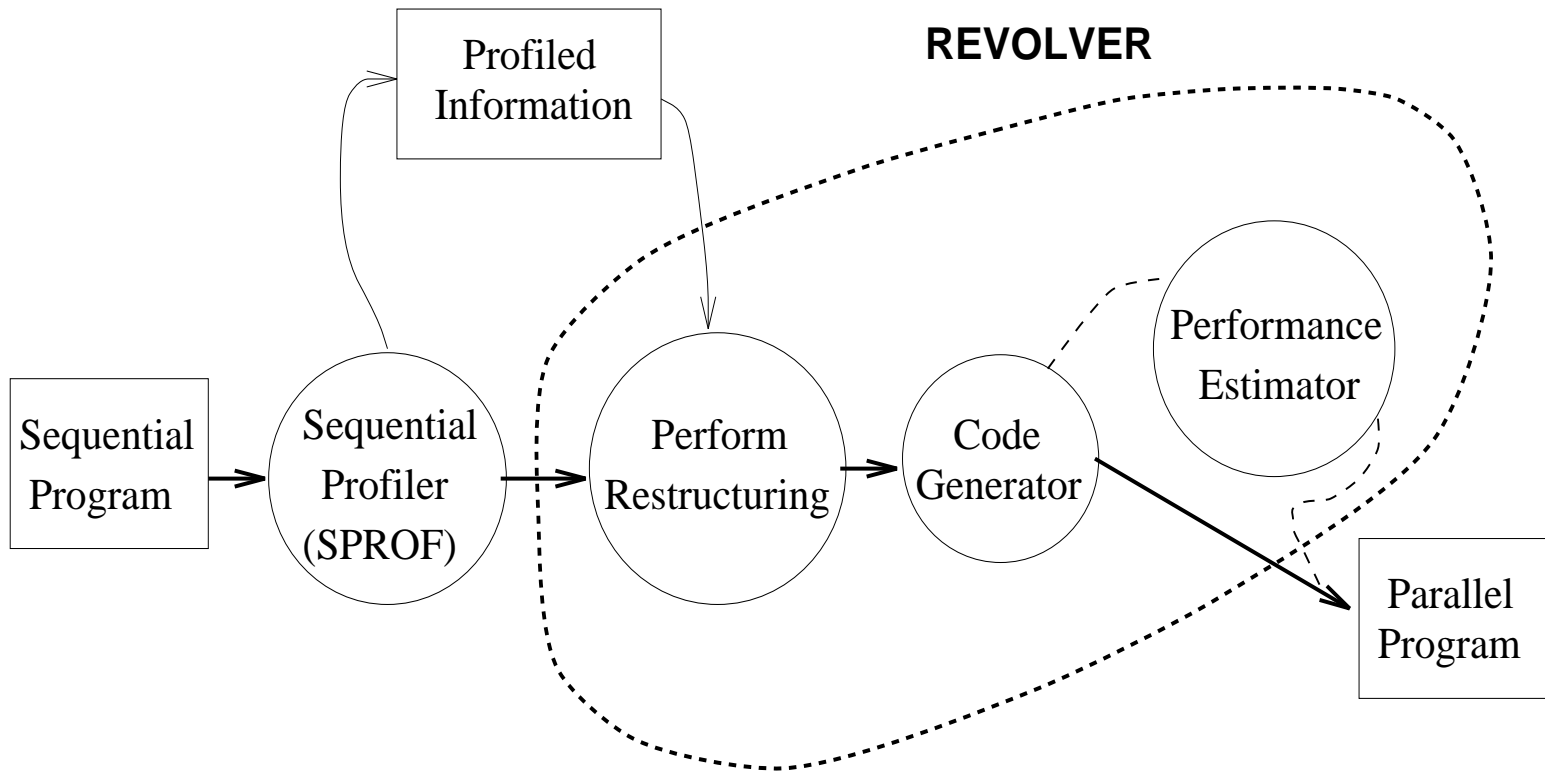 REVOLVER
Profiled
Information
Sequential
Program
Sequential
Profiler
(SPROF)
Perform
Restructuring
Code
Generator
Performance
Estimator
Parallel
Program